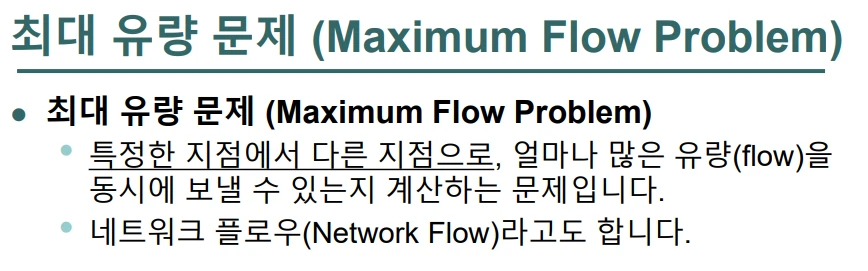 최대 유량 문제 (Maximum Flow Problem)
최대 유량 문제 (Maximum Flow Problem)
특정한 지점에서 다른 지점으로, 얼마나 많은 유량(flow)을
동시에 보낼 수 있는지 계산하는 문제입니다.
네트워크 플로우(Network Flow)라고도 합니다.